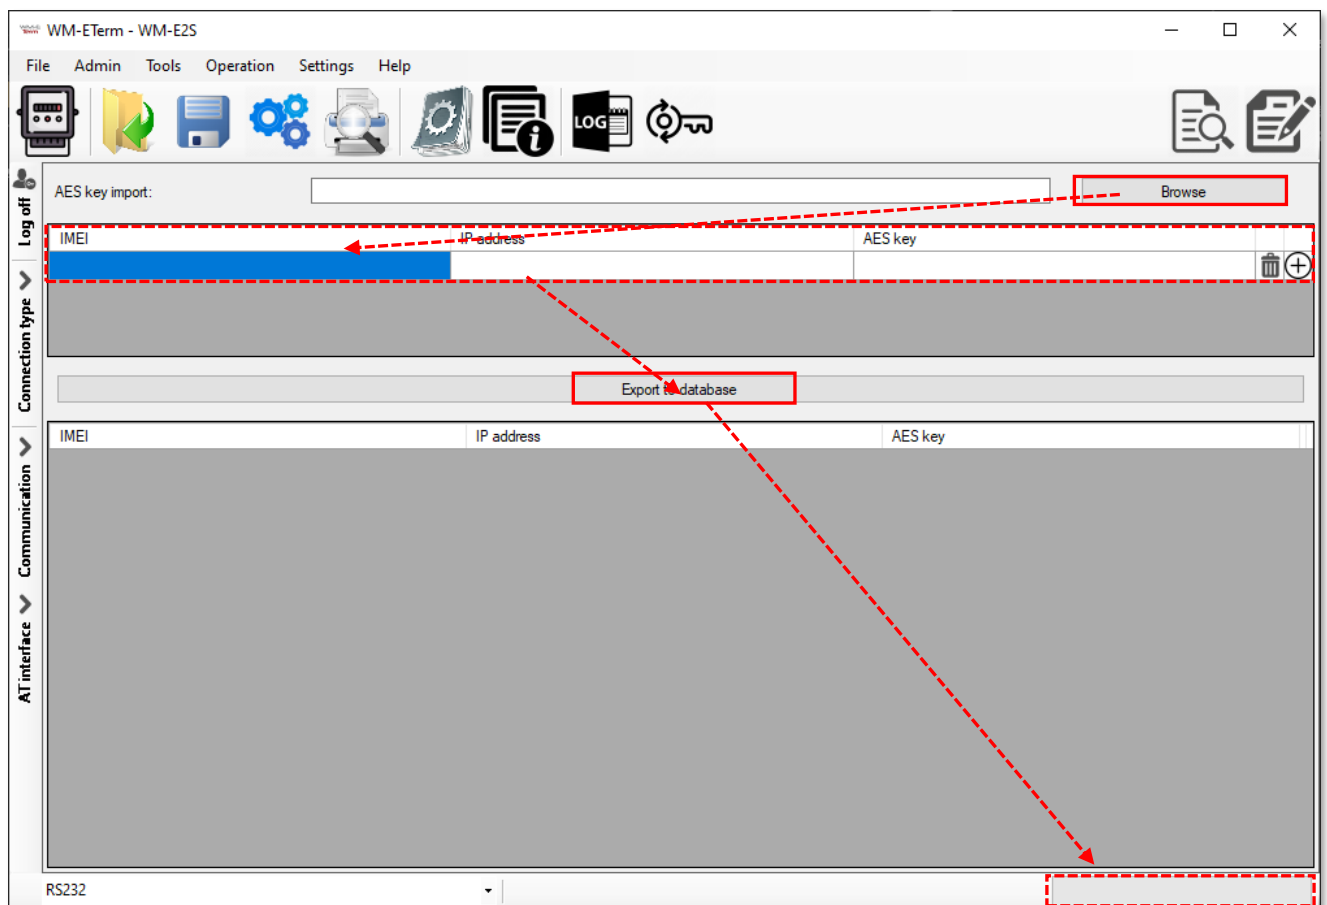 WM-ETerm - WM-E2S
File Admin Tools Operation Settings Help
LOG
Log off
Connection type
Communication
AT interface
AES key import:
Browse
IMEI IP address AES key
Export to database
IMEI IP address AES key
RS232